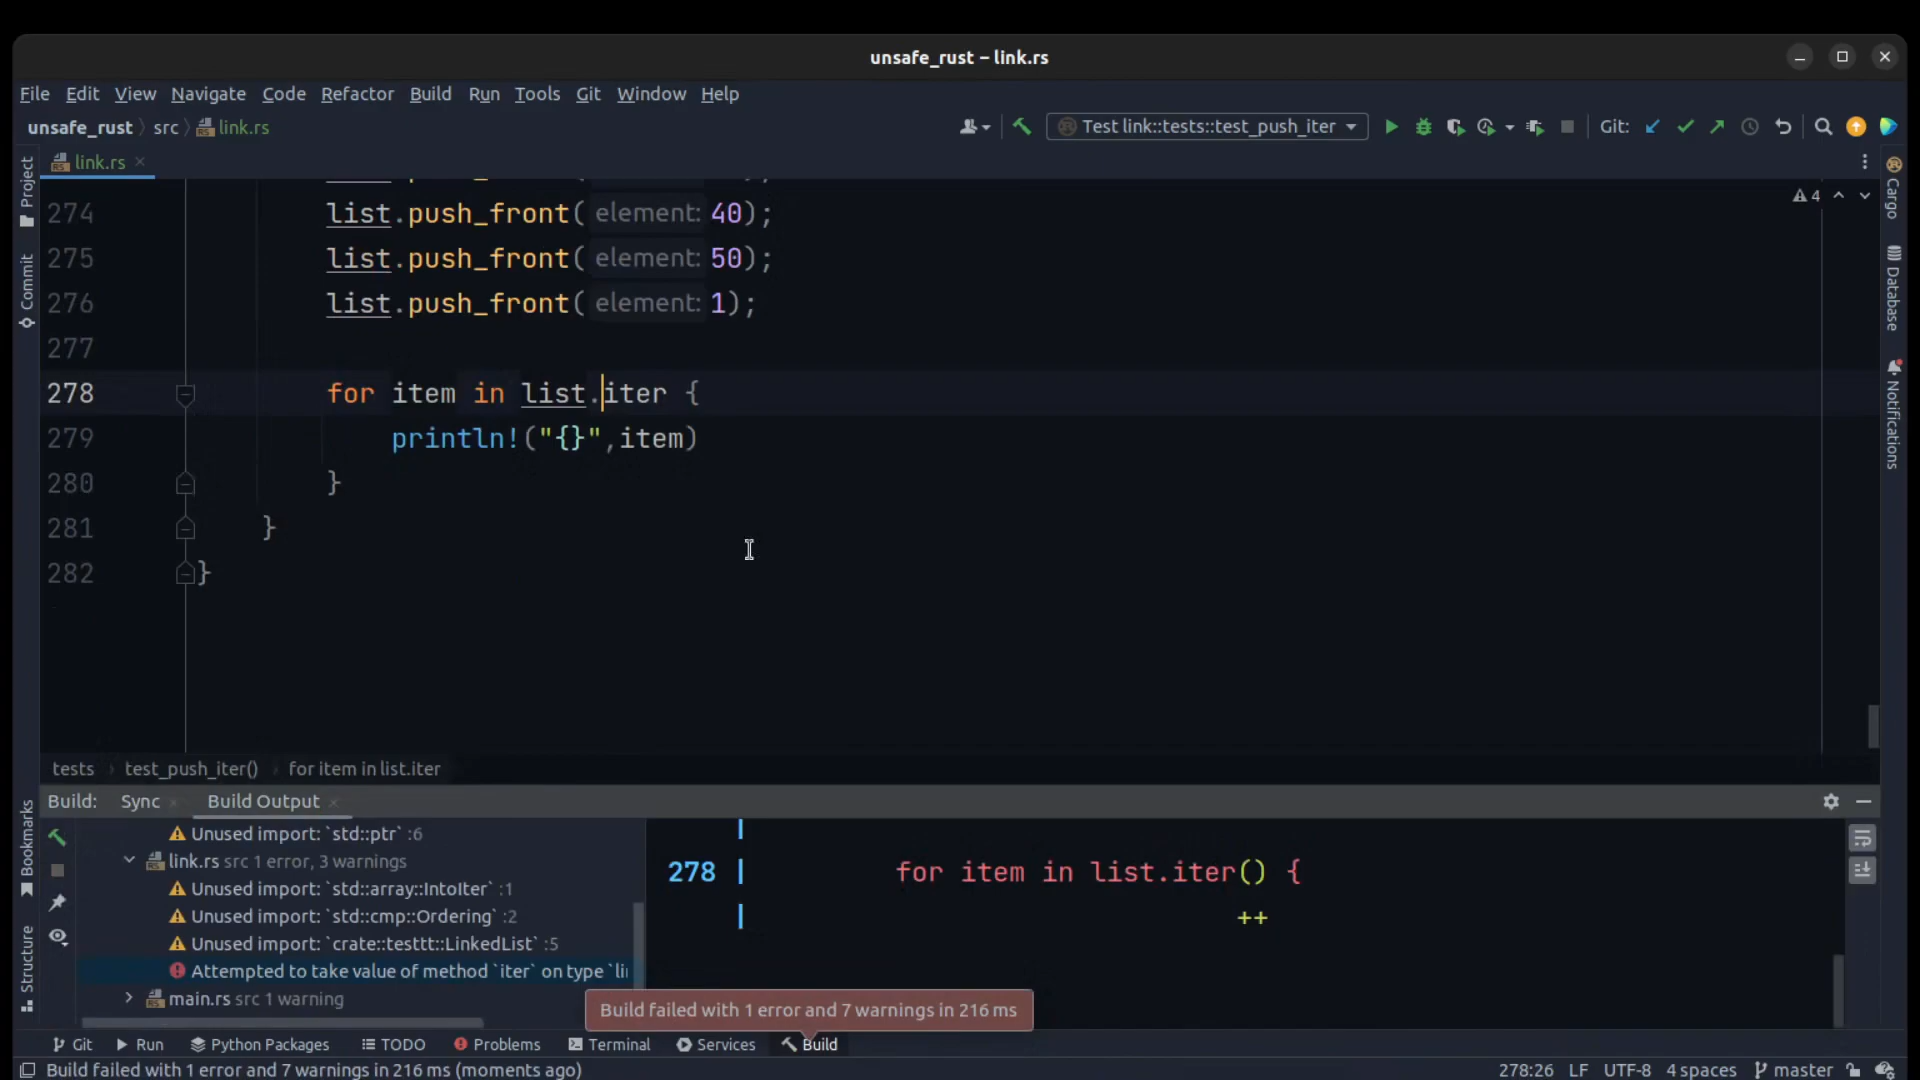 unsafe_rust – link.rs
File Edit View Navigate Code Refactor Build Run Tools Git Window Help
unsafe_rust src link.rs
Test link::tests::test_push_iter
Git:
link.rs
Project
Commit
Bookmarks
Structure
Cargo
Database
Notifications
4
274 list.push_front( element: 40);
275 list.push_front( element: 50);
276 list.push_front( element: 1);
277
278 for item in list.iter {
279 println!("{}",item)
280 }
281 }
282 }
tests test_push_iter() for item in list.iter
Build: Sync Build Output
Unused import: `std::ptr` :6
link.rs src 1 error, 3 warnings
Unused import: `std::array::IntoIter` :1
Unused import: `std::cmp::Ordering` :2
Unused import: `crate::testtt::LinkedList` :5
Attempted to take value of method `iter` on type `li
main.rs src 1 warning
|
278 | for item in list.iter() {
| ++
Build failed with 1 error and 7 warnings in 216 ms
Git Run Python Packages TODO Problems Terminal Services Build
Build failed with 1 error and 7 warnings in 216 ms (moments ago) 278:26 LF UTF-8 4 spaces master